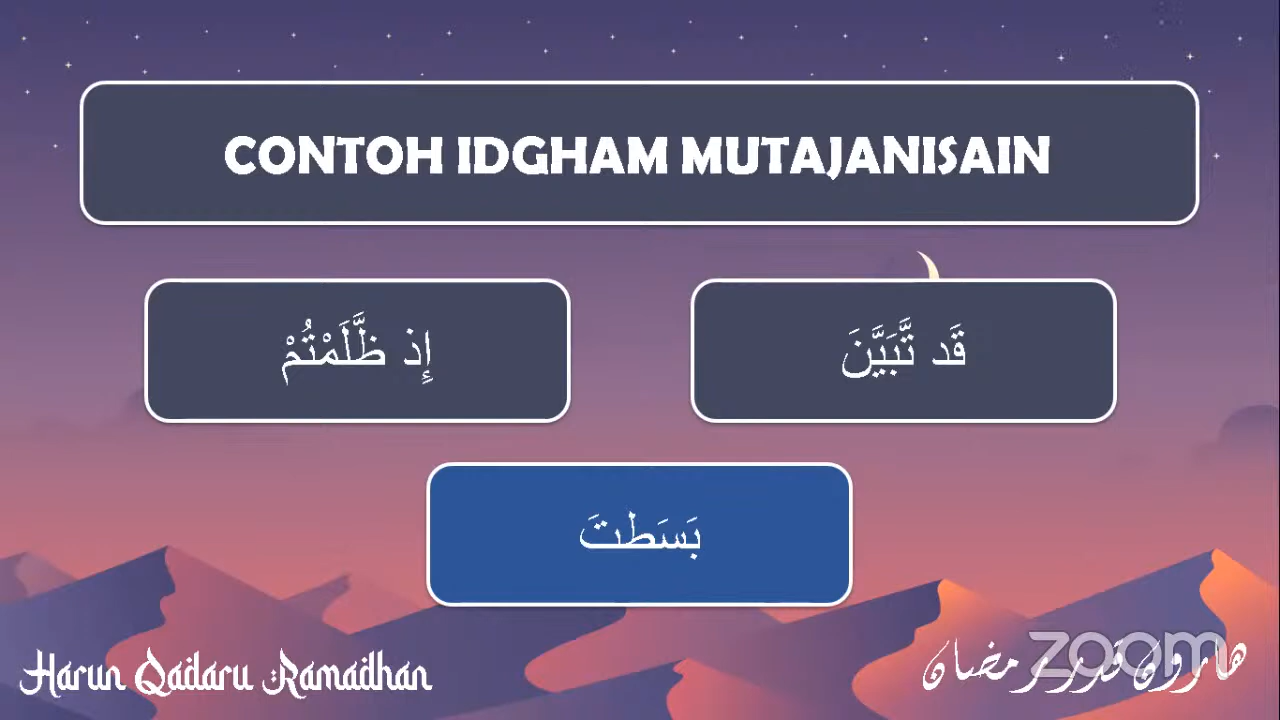 CONTOH IDGHAM MUTAJANISAIN
إِذ ظَّلَمْتُمْ
قَد تَّبَيَّنَ
بَسَطتَ
Harun Qadaru Ramadhan
هارون قدر رمضان
zoom